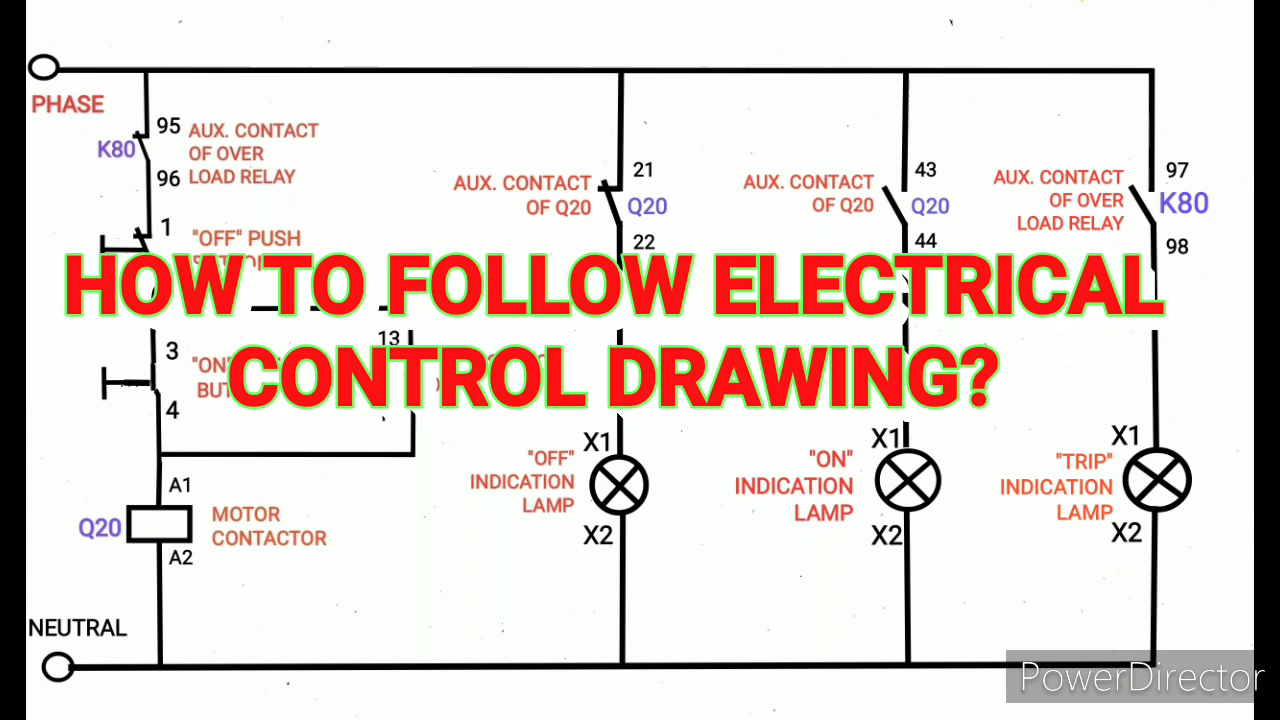 PHASE
95
K80
96
AUX. CONTACT
OF OVER
LOAD RELAY
1
"OFF" PUSH
AUX. CONTACT
OF Q20
21
Q20
22
AUX. CONTACT
OF Q20
43
Q20
44
AUX. CONTACT
OF OVER
LOAD RELAY
97
K80
98
HOW TO FOLLOW ELECTRICAL
CONTROL DRAWING?
13
3
"ON"
4
A1
Q20
A2
MOTOR
CONTACTOR
X1
"OFF"
INDICATION
LAMP
X2
X1
"ON"
INDICATION
LAMP
X2
X1
"TRIP"
INDICATION
LAMP
X2
NEUTRAL
PowerDirector